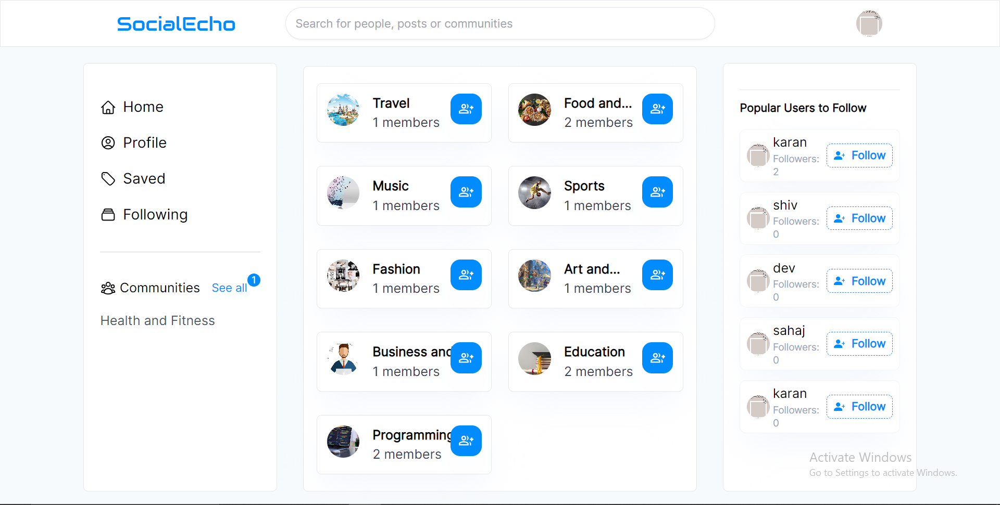 SocialEcho
Search for people, posts or communities
Home
Profile
Saved
Following
Communities
See all
1
Health and Fitness
Travel
1 members
Food and...
2 members
Music
1 members
Sports
1 members
Fashion
1 members
Art and...
1 members
Business and
1 members
Education
2 members
Programming
2 members
Popular Users to Follow
karan
Followers:
2
Follow
shiv
Followers:
0
Follow
dev
Followers:
0
Follow
sahaj
Followers:
0
Follow
karan
Followers:
0
Follow
Activate Windows
Go to Settings to activate Windows.